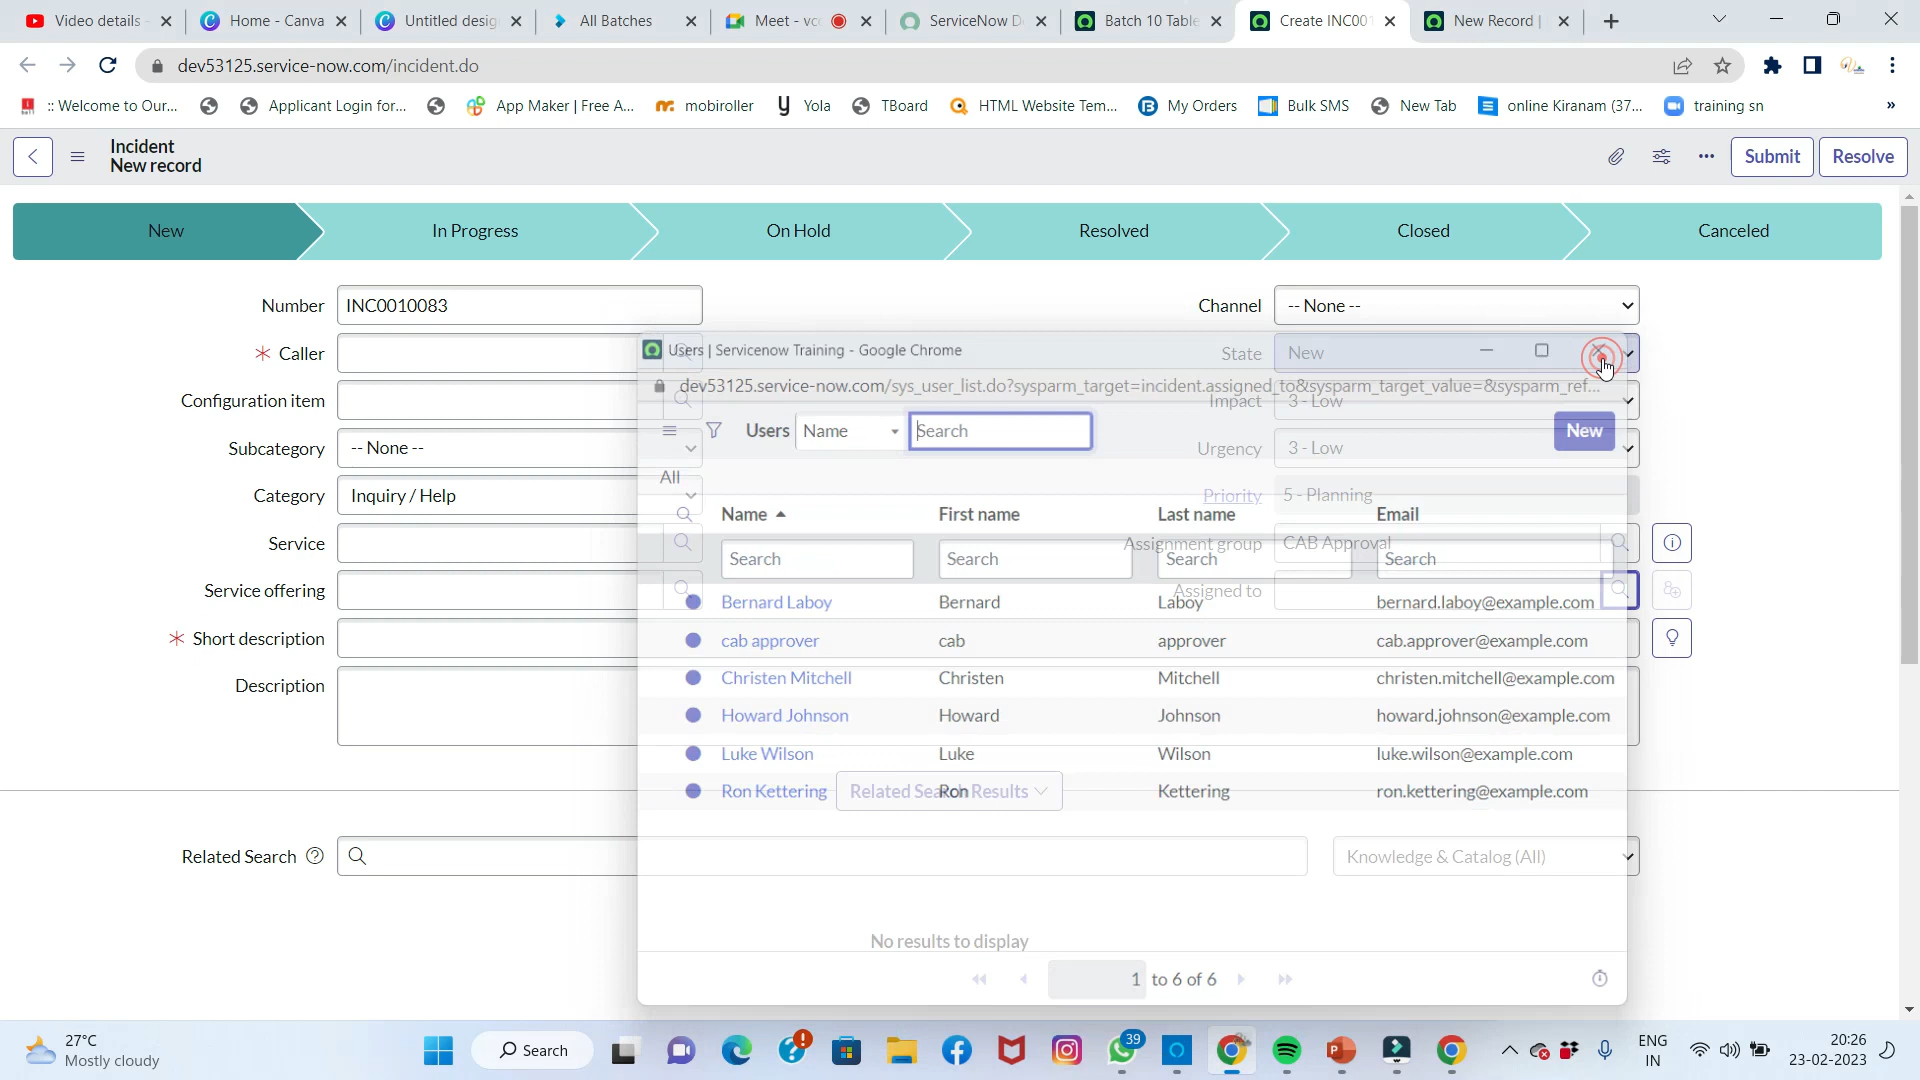 Video details
Home - Canva
Untitled desig
All Batches
Meet - vc
ServiceNow D
Batch 10 Table
Create INC001
New Record |
dev53125.service-now.com/incident.do
:: Welcome to Our...
Applicant Login for...
App Maker | Free A...
mobiroller
Yola
TBoard
HTML Website Tem...
My Orders
Bulk SMS
New Tab
online Kiranam (37...
training sn
»
Incident
New record
Submit
Resolve
New
In Progress
On Hold
Resolved
Closed
Canceled
Number
INC0010083
Channel
-- None --
Caller
State
New
Configuration item
Impact
3 - Low
Subcategory
-- None --
Urgency
3 - Low
Category
Inquiry / Help
Priority
5 - Planning
Service
Assignment group
CAB Approval
Service offering
Assigned to
Short description
Description
Related Search Results
Related Search
Knowledge & Catalog (All)
No results to display
Users | Servicenow Training - Google Chrome
dev53125.service-now.com/sys_user_list.do?sysparm_target=incident.assigned_to&sysparm_target_value=&sysparm_ref...
Users
Name
Search
New
All
Name
First name
Last name
Email
Search
Search
Search
Search
Bernard Laboy
Bernard
Laboy
bernard.laboy@example.com
cab approver
cab
approver
cab.approver@example.com
Christen Mitchell
Christen
Mitchell
christen.mitchell@example.com
Howard Johnson
Howard
Johnson
howard.johnson@example.com
Luke Wilson
Luke
Wilson
luke.wilson@example.com
Ron Kettering
Ron
Kettering
ron.kettering@example.com
1 to 6 of 6
27°C
Mostly cloudy
Search
39
ENG
IN
20:26
23-02-2023